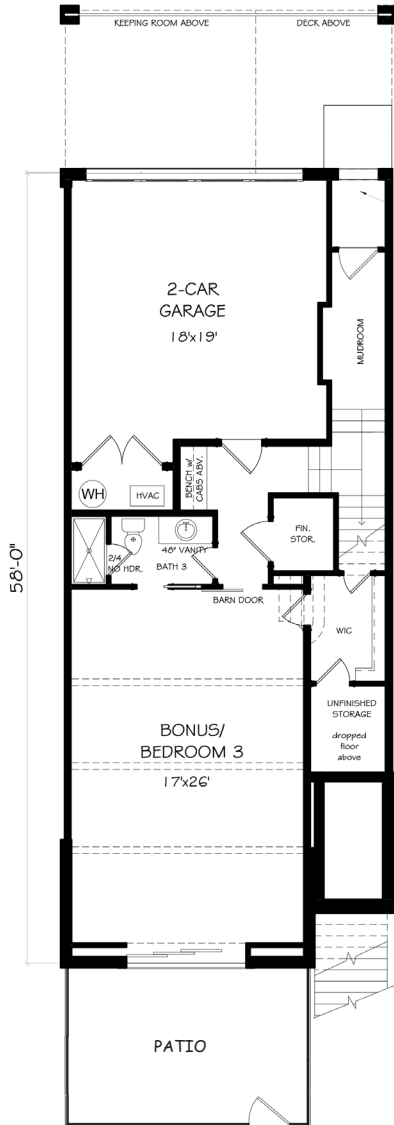 KEEPING ROOM ABOVE
DECK ABOVE
2-CAR
GARAGE
18'x19'
MUDROOM
BENCH w/
CABS ABV.
WH
HVAC
FIN.
STOR.
48" VANITY
2/4
NO HDR.
BATH 3
BARN DOOR
58'-0"
WIC
UNFINISHED
STORAGE
dropped
floor
above
BONUS/
BEDROOM 3
17'x26'
PATIO